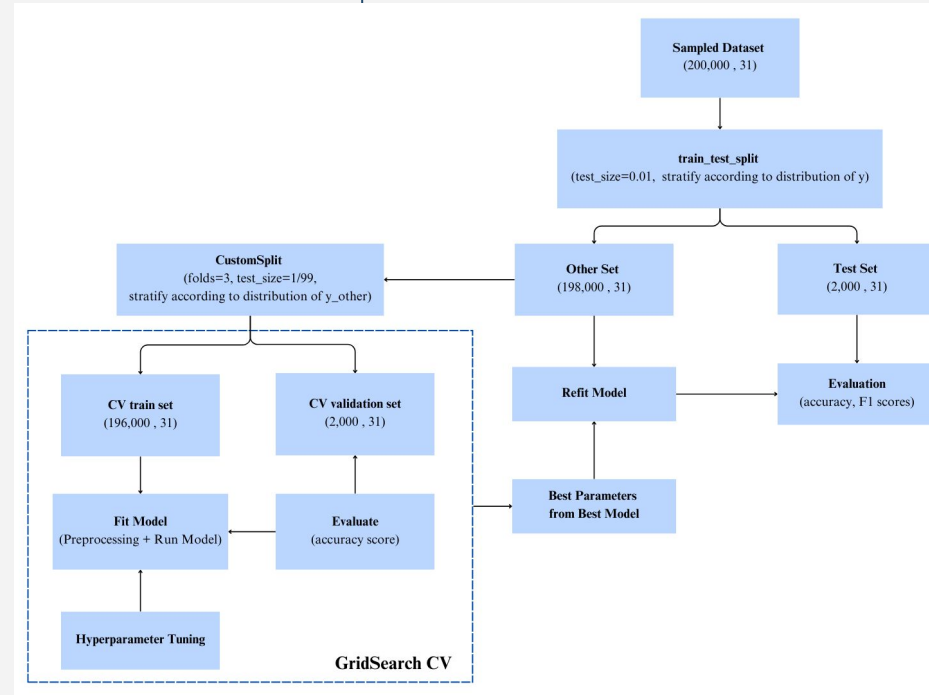 Sampled Dataset
(200,000 , 31)
train_test_split
(test_size=0.01,  stratify according to distribution of y)
CustomSplit
(folds=3, test_size=1/99,
stratify according to distribution of y_other)
Other Set
(198,000 , 31)
Test Set
(2,000 , 31)
CV train set
(196,000 , 31)
CV validation set
(2,000 , 31)
Refit Model
Evaluation
(accuracy, F1 scores)
Fit Model
(Preprocessing + Run Model)
Evaluate
(accuracy score)
Best Parameters
from Best Model
Hyperparameter Tuning
GridSearch CV